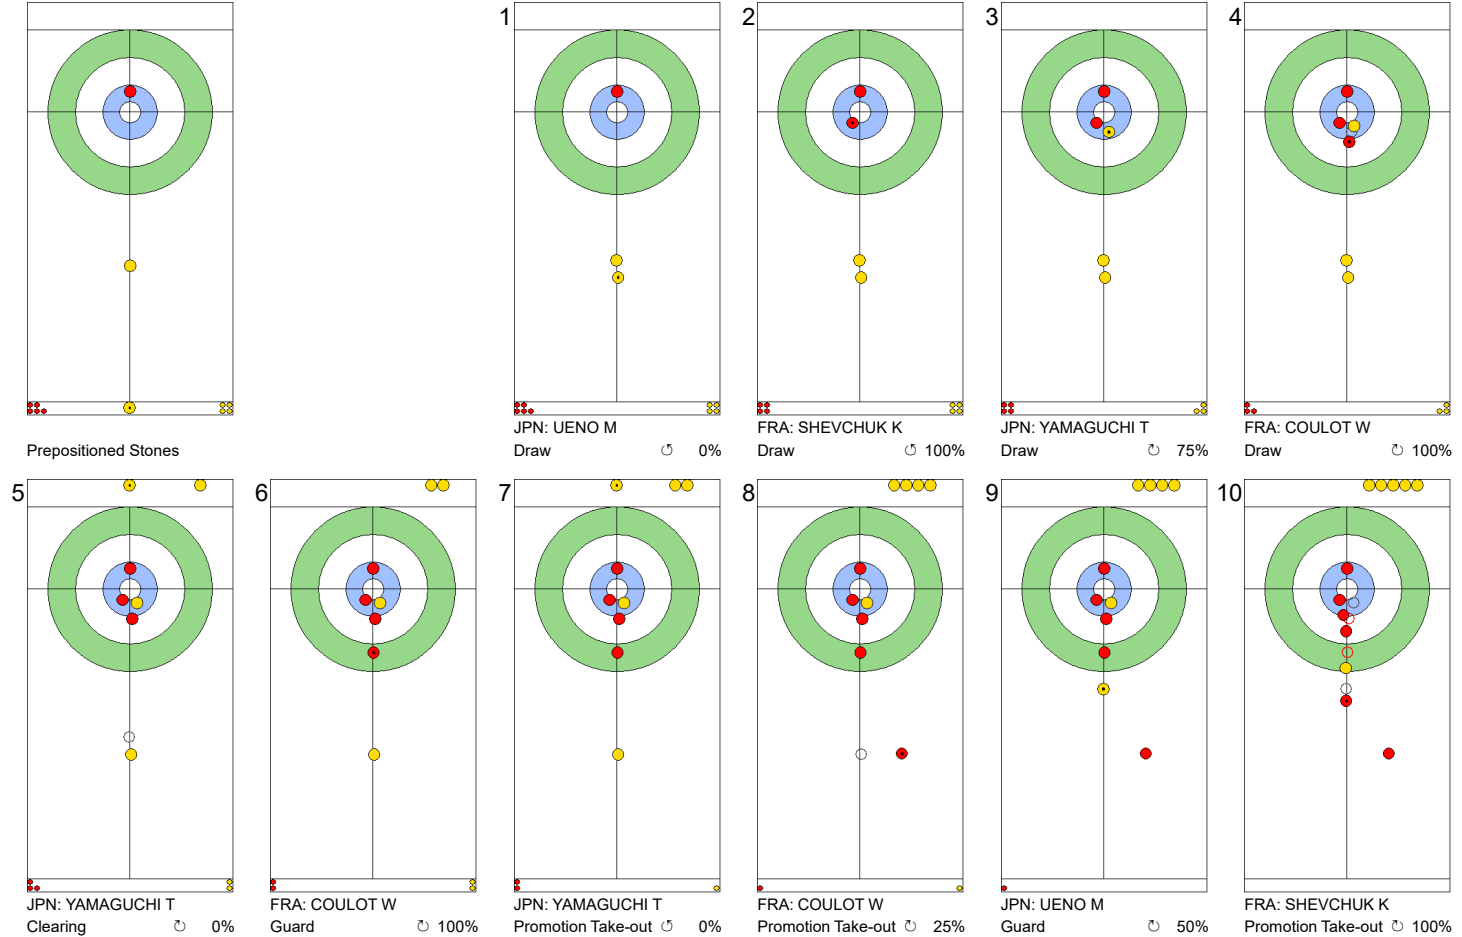 Prepositioned Stones
1
JPN: UENO M
Draw ↺ 0%
2
FRA: SHEVCHUK K
Draw ↺ 100%
3
JPN: YAMAGUCHI T
Draw ↻ 75%
4
FRA: COULOT W
Draw ↻ 100%
5
JPN: YAMAGUCHI T
Clearing ↻ 0%
6
FRA: COULOT W
Guard ↻ 100%
7
JPN: YAMAGUCHI T
Promotion Take-out ↺ 0%
8
FRA: COULOT W
Promotion Take-out ↻ 25%
9
JPN: UENO M
Guard ↻ 50%
10
FRA: SHEVCHUK K
Promotion Take-out ↻ 100%